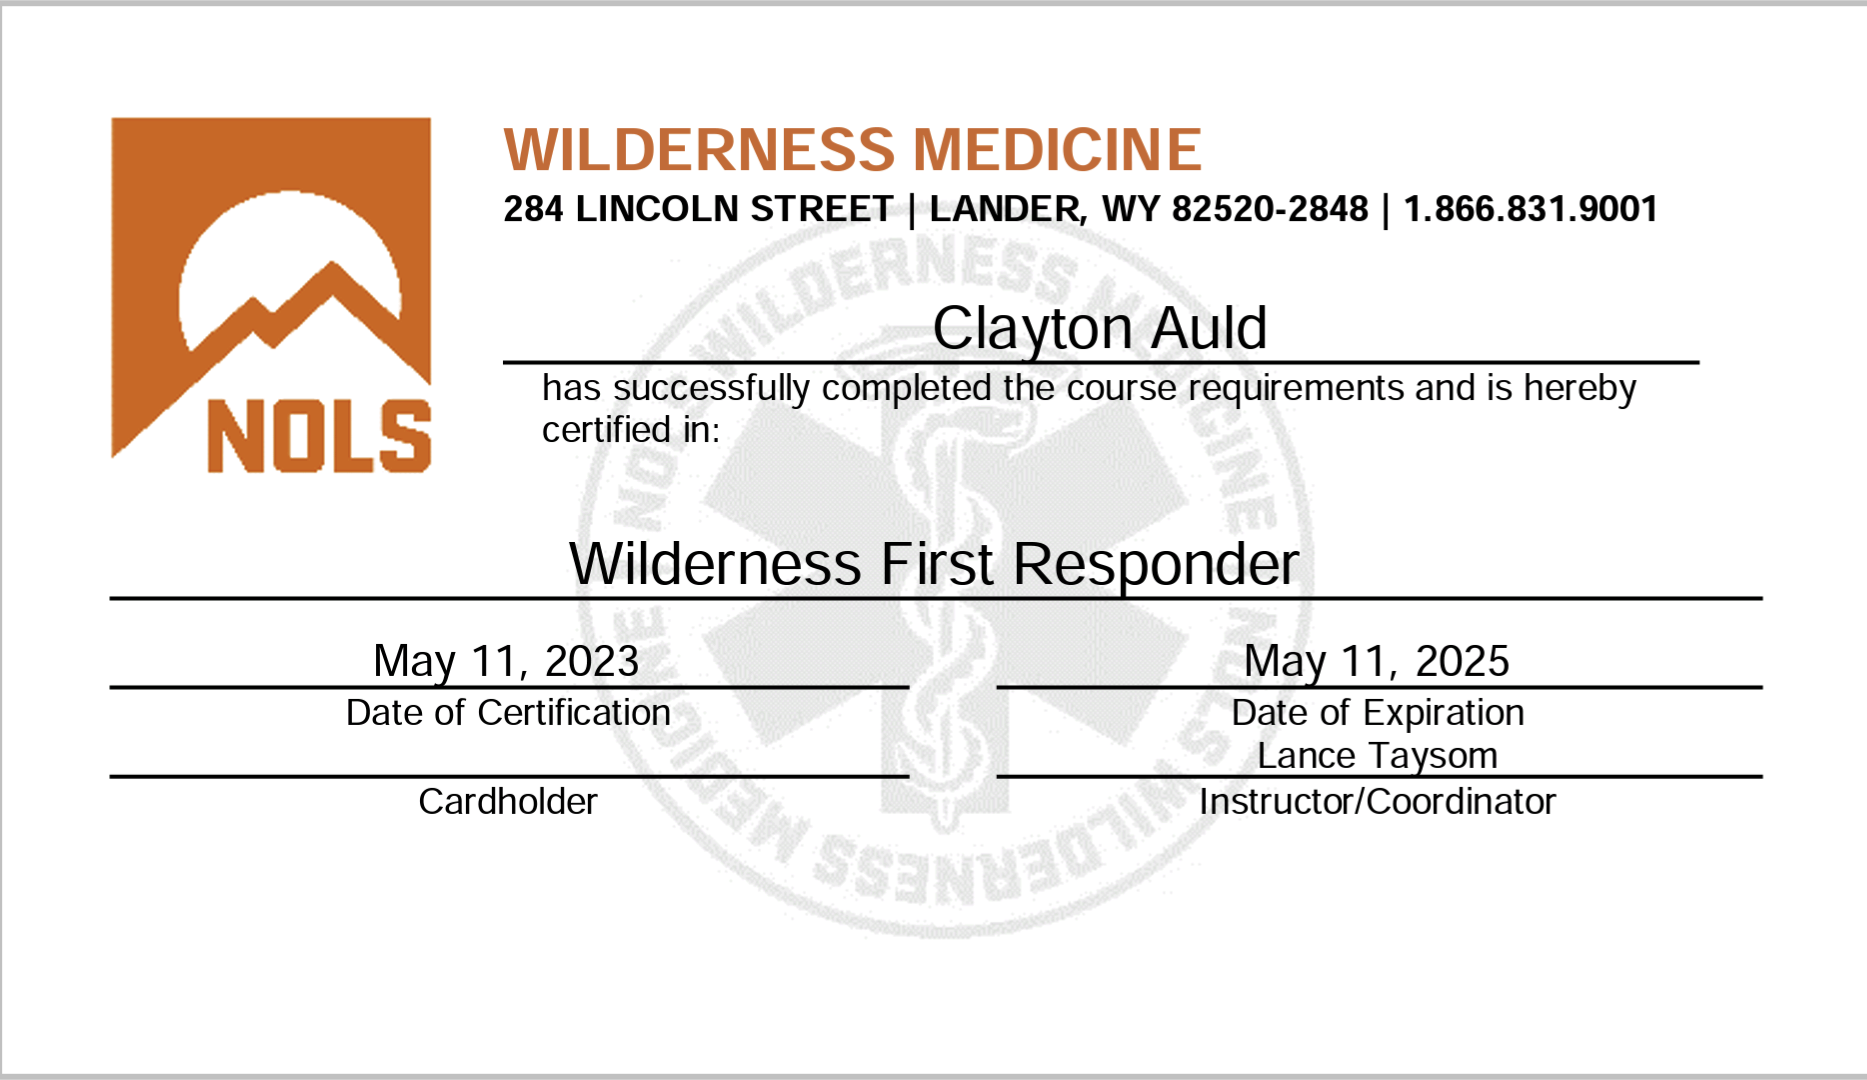 WILDERNESS MEDICINE
284 LINCOLN STREET | LANDER, WY 82520-2848 | 1.866.831.9001
NOLS
Clayton Auld
has successfully completed the course requirements and is hereby
certified in:
Wilderness First Responder
May 11, 2023
Date of Certification
May 11, 2025
Date of Expiration
Cardholder
Lance Taysom
Instructor/Coordinator
NOLS WILDERNESS MEDICINE
NOLS WILDERNESS MEDICINE